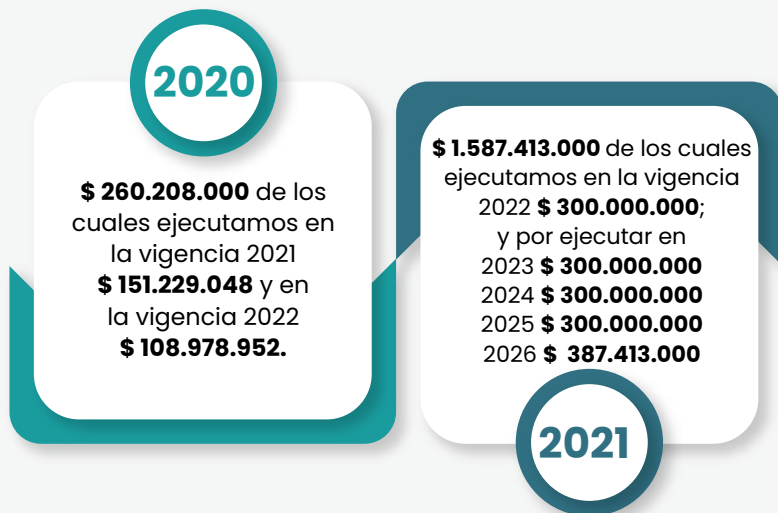 2020
$ 260.208.000 de los
cuales ejecutamos en
la vigencia 2021
$ 151.229.048 y en
la vigencia 2022
$ 108.978.952.
$ 1.587.413.000 de los cuales
ejecutamos en la vigencia
2022 $ 300.000.000;
y por ejecutar en
2023 $ 300.000.000
2024 $ 300.000.000
2025 $ 300.000.000
2026 $ 387.413.000
2021